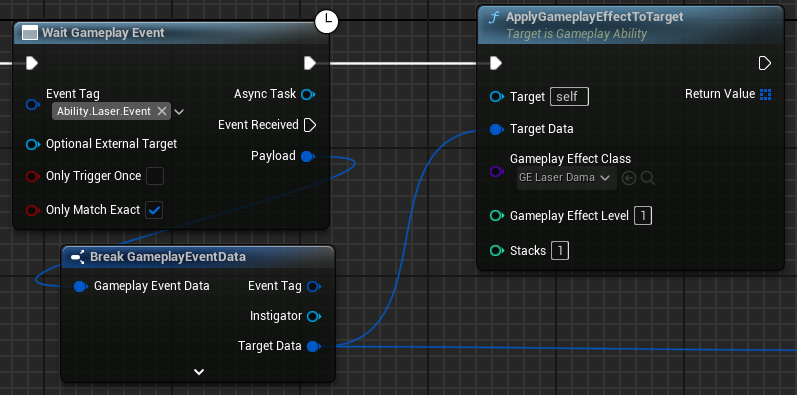 Wait Gameplay Event
Event Tag
Ability.Laser.Event
Async Task
Event Received
Optional External Target
Payload
Only Trigger Once
Only Match Exact
Break GameplayEventData
Gameplay Event Data
Event Tag
Instigator
Target Data
f ApplyGameplayEffectToTarget
Target is Gameplay Ability
Target self
Return Value
Target Data
Gameplay Effect Class
GE Laser Dama
Gameplay Effect Level 1
Stacks 1